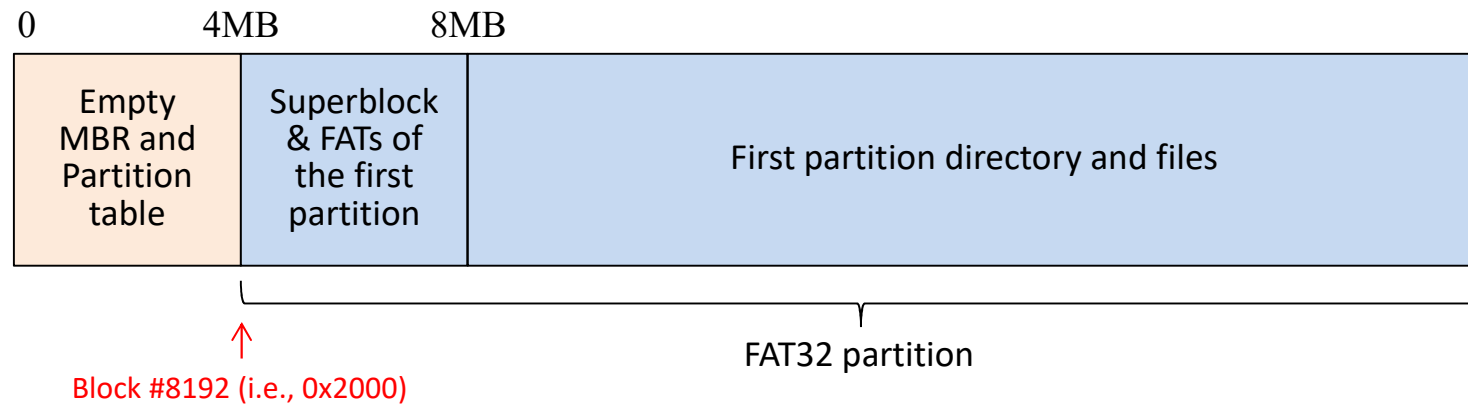 0
4MB
8MB
Empty
MBR and
Partition
table
Superblock
& FATs of
the first
partition
First partition directory and files
FAT32 partition
Block #8192 (i.e., 0x2000)